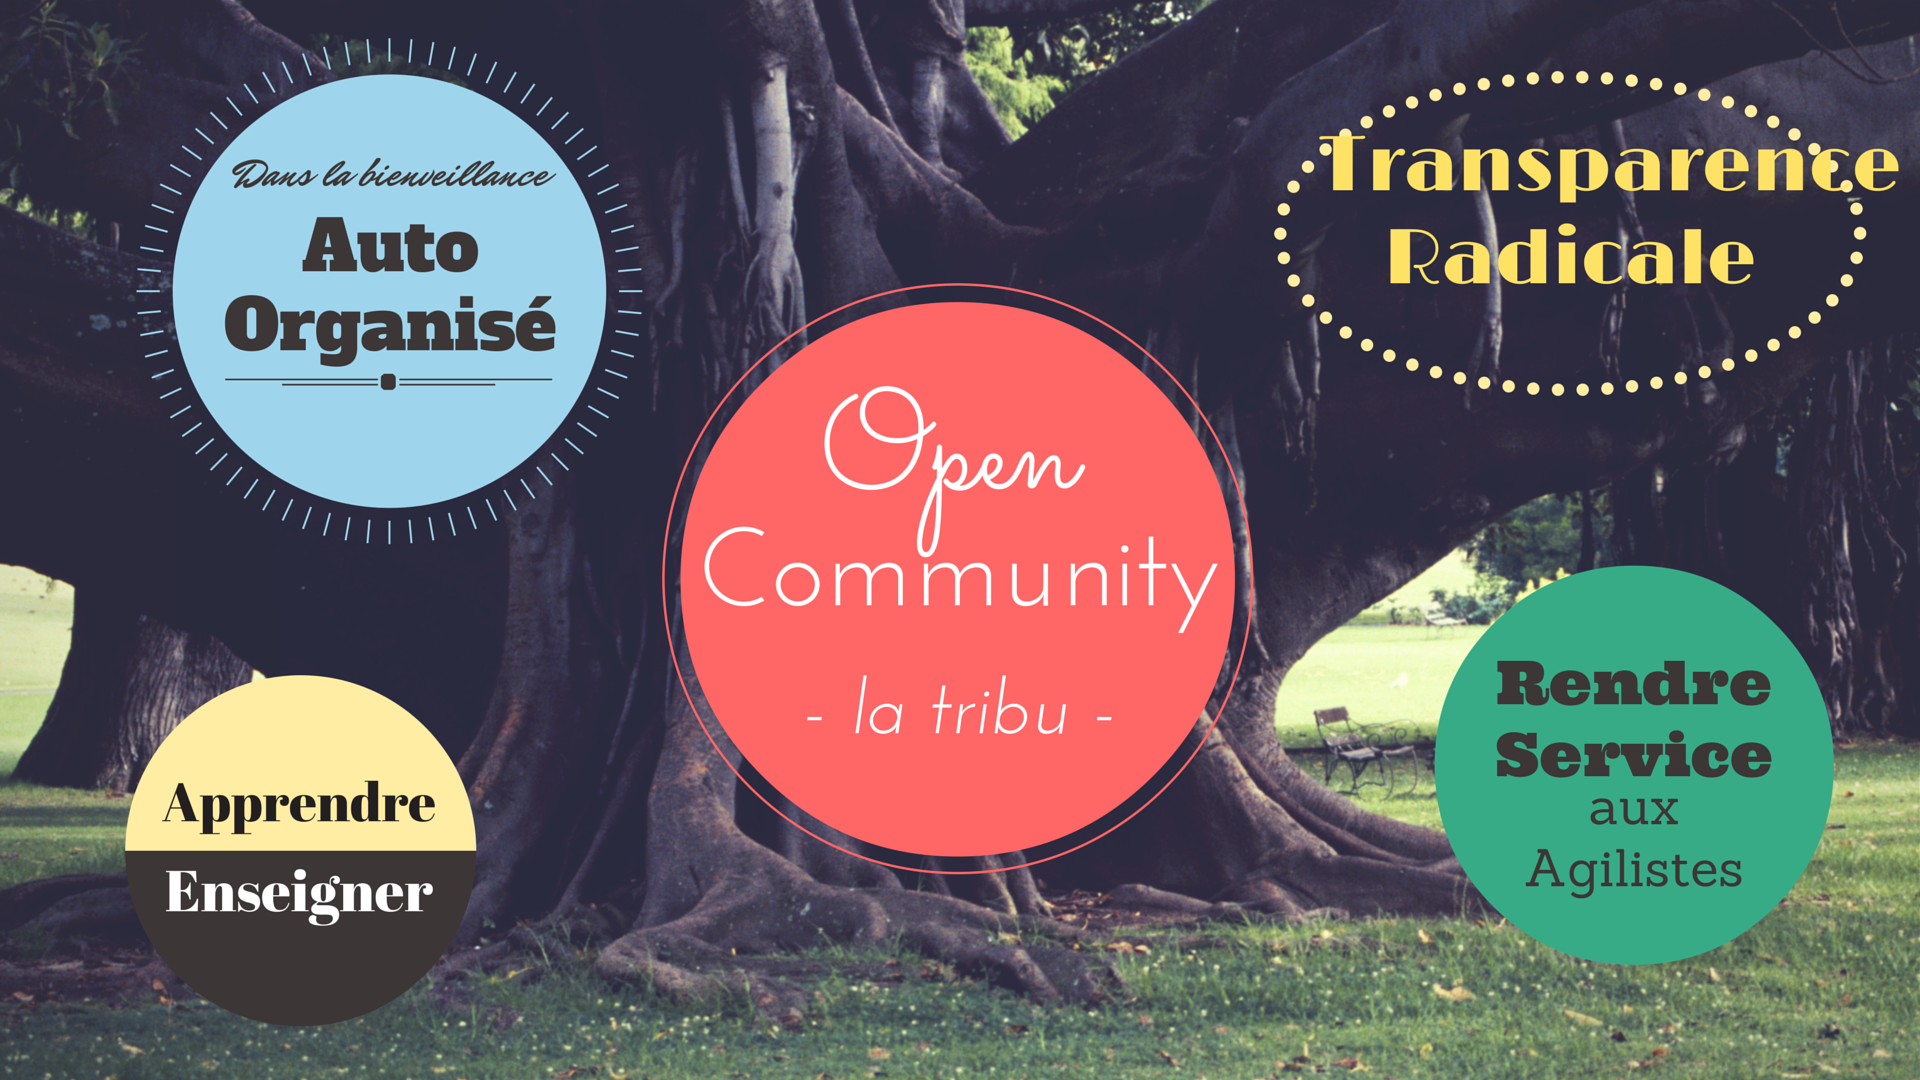 Dans la bienveillance
Auto
Organisé
Transparence
Radicale
Open
Community
- la tribu -
Apprendre
Enseigner
Rendre
Service
aux
Agilistes